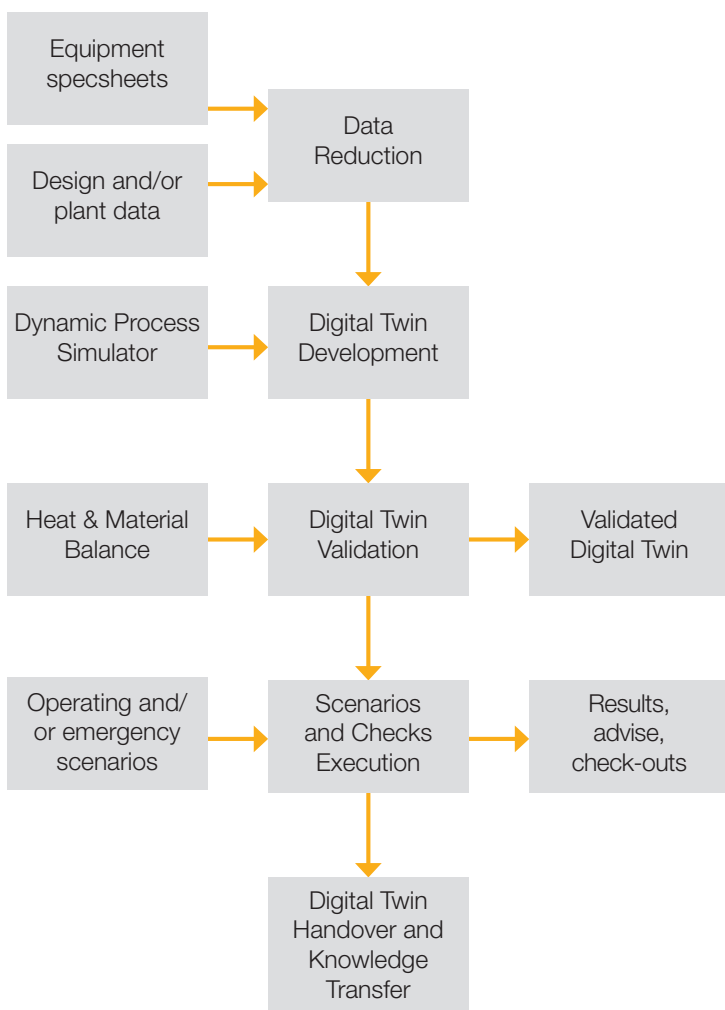 Equipment
specsheets
Data
Reduction
Design and/or
plant data
Dynamic Process
Simulator
Digital Twin
Development
Heat & Material
Balance
Digital Twin
Validation
Validated
Digital Twin
Operating and/
or emergency
scenarios
Scenarios
and Checks
Execution
Results,
advise,
check-outs
Digital Twin
Handover and
Knowledge
Transfer